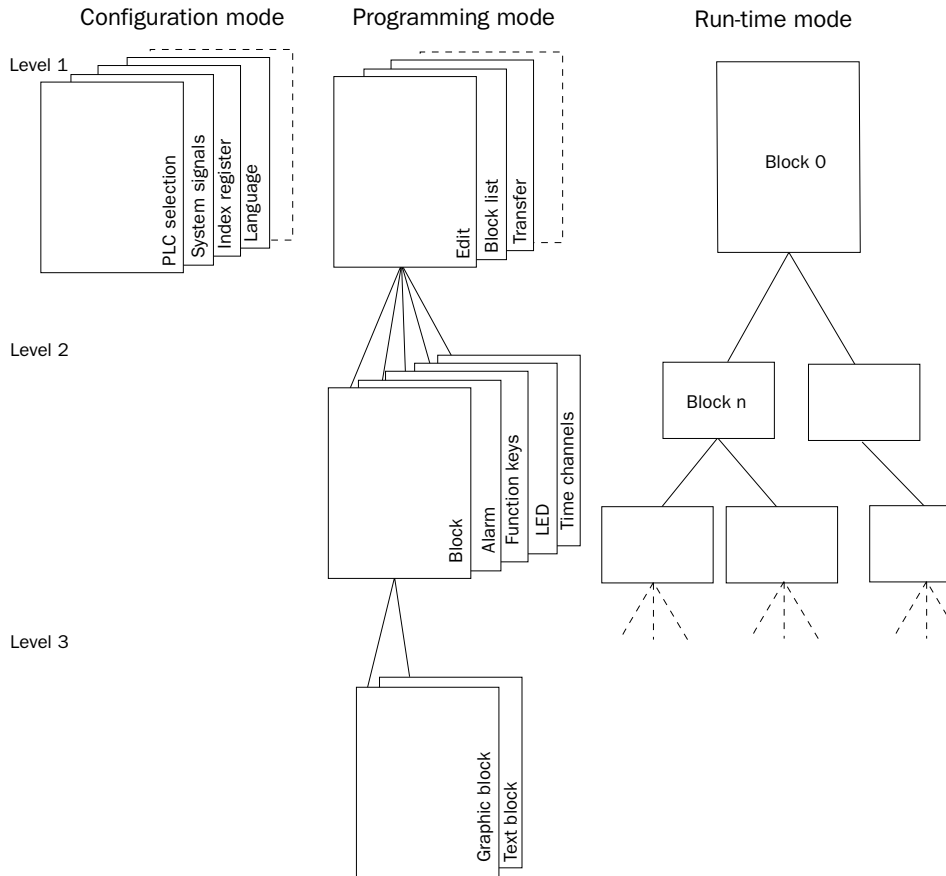 Configuration mode
Programming mode
Run-time mode
Level 1
PLC selection
System signals
Index register
Language
Edit
Block list
Transfer
Block 0
Level 2
Block
Alarm
Function keys
LED
Time channels
Block n
Level 3
Graphic block
Text block